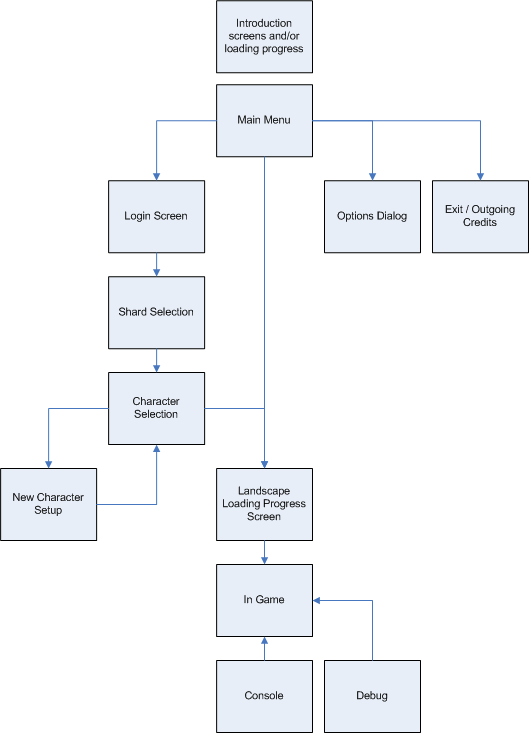 Introduction
screens and/or
loading progress
Main Menu
Login Screen
Options Dialog
Exit / Outgoing
Credits
Shard Selection
Character
Selection
New Character
Setup
Landscape
Loading Progress
Screen
In Game
Console
Debug